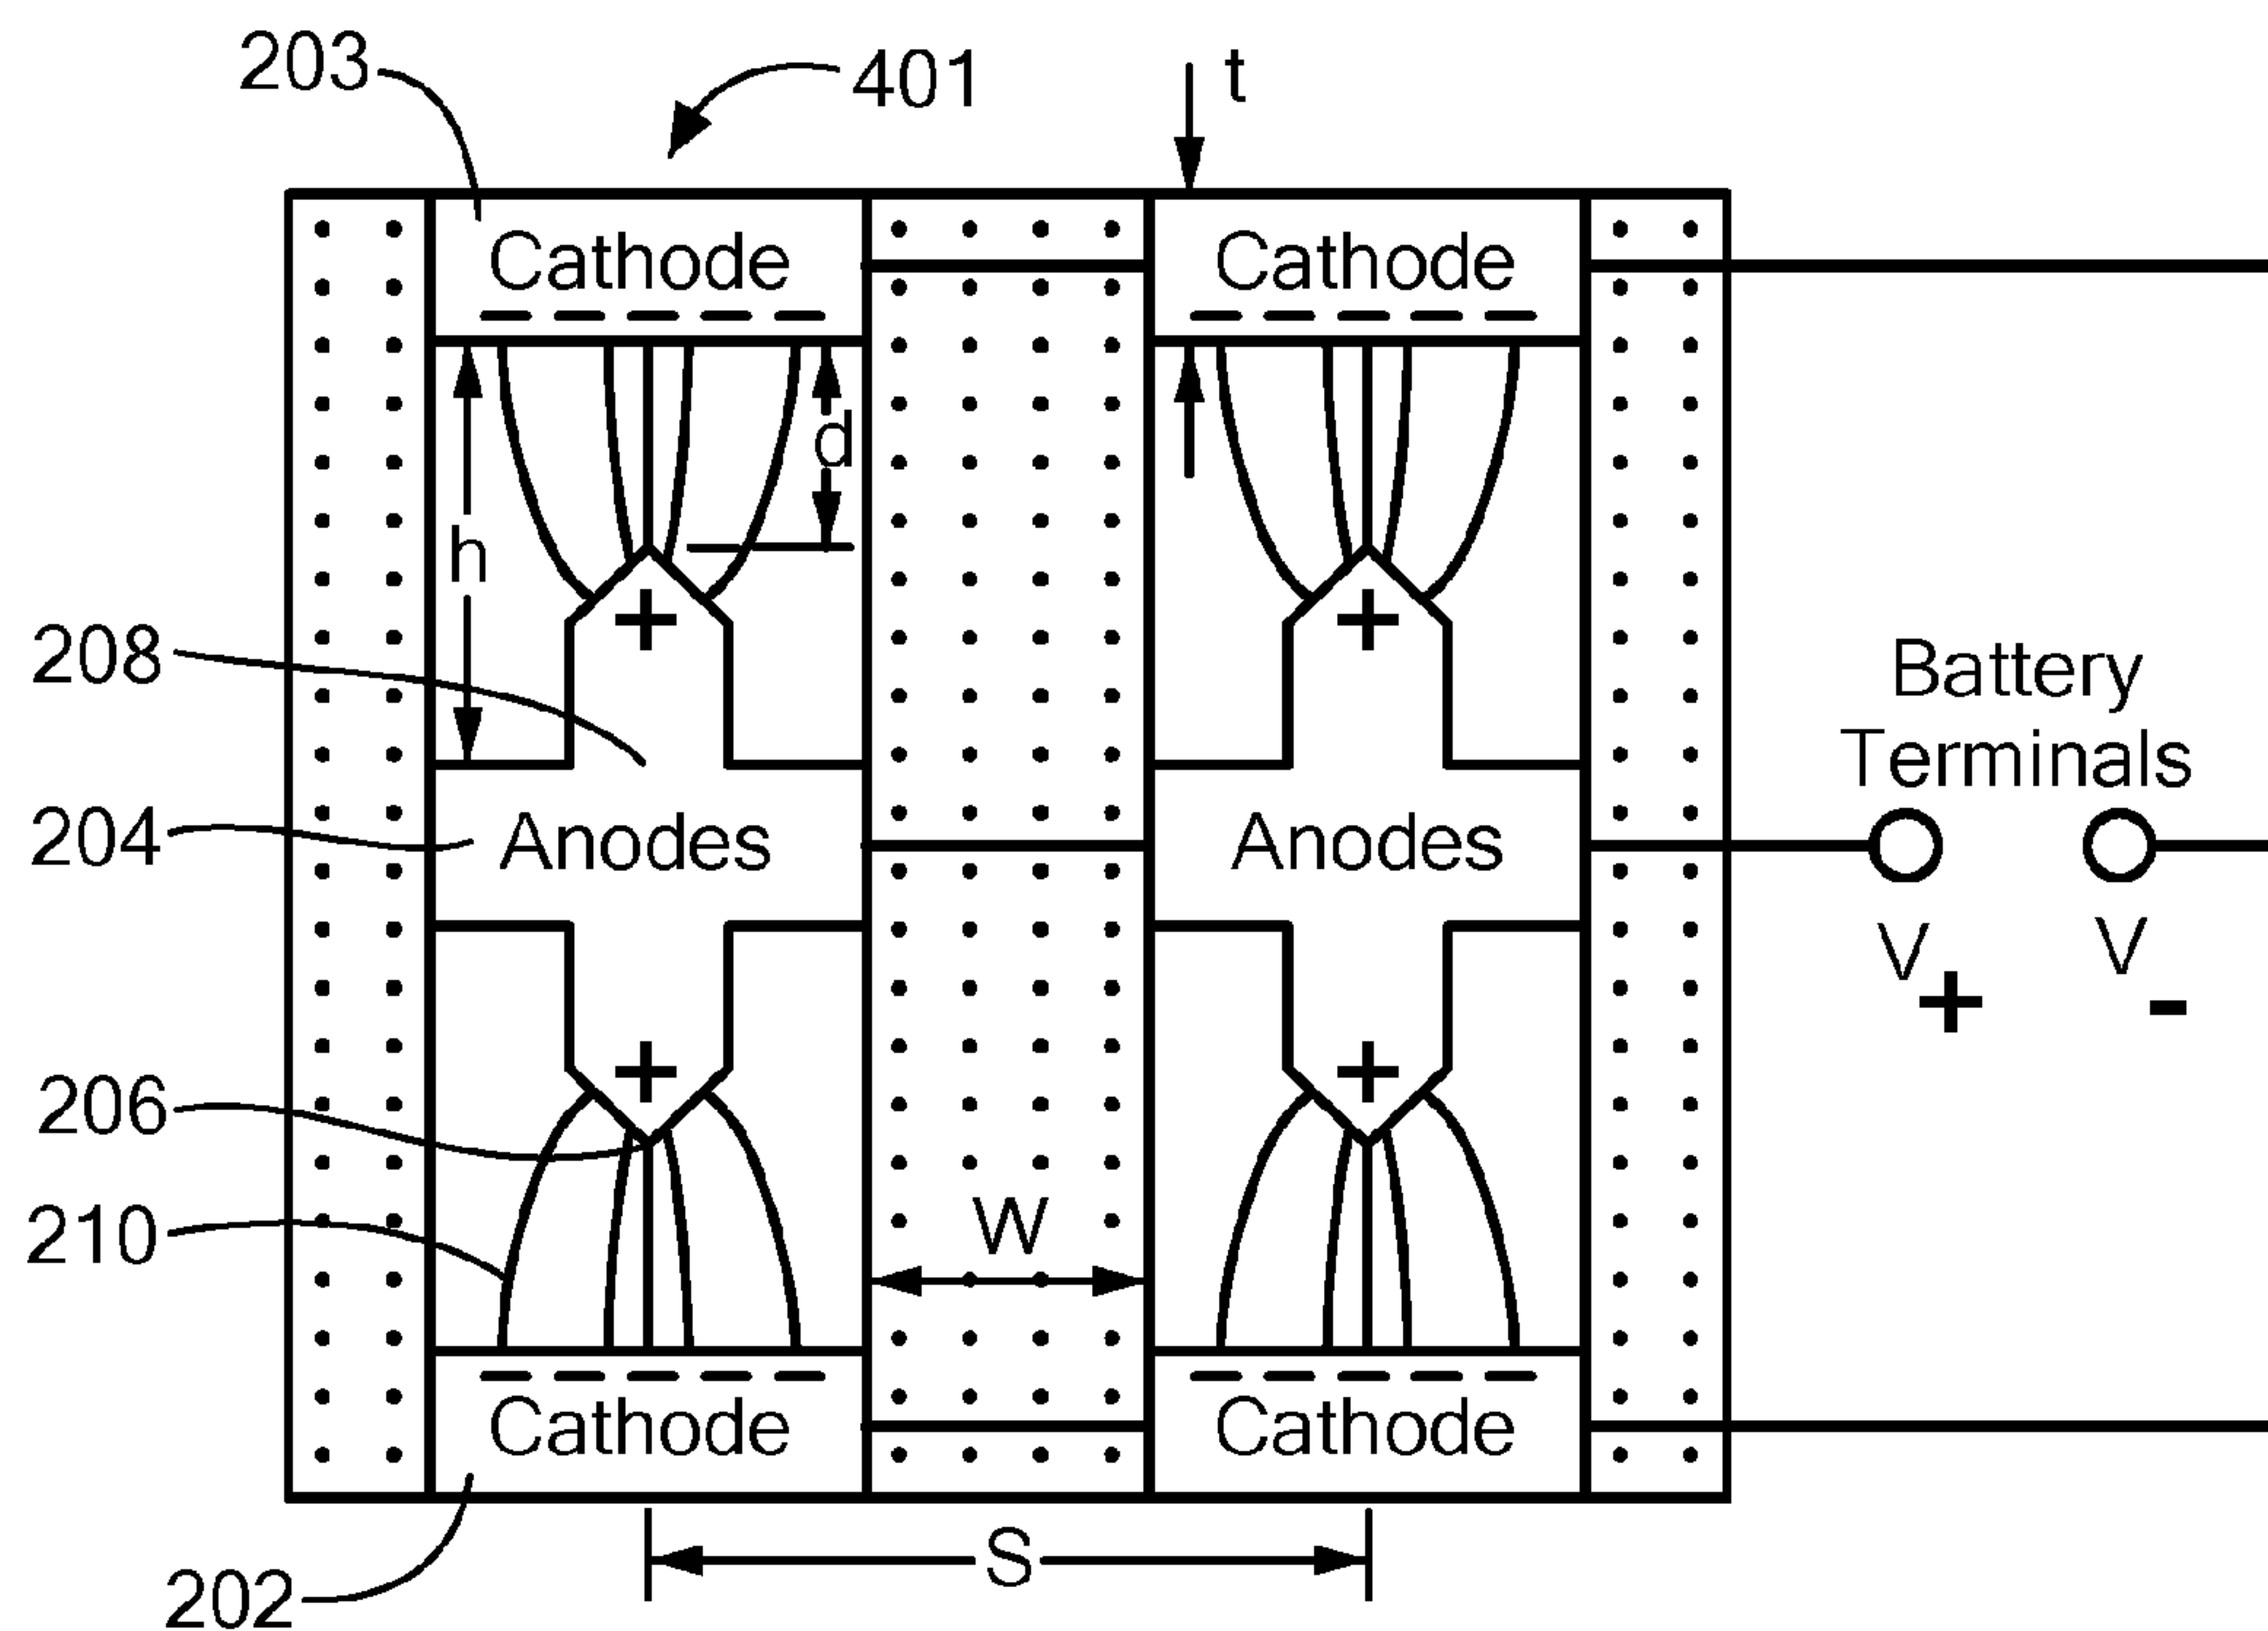 203
401
t
Cathode
Cathode
d
h
208
Battery
Terminals
204
Anodes
Anodes
V
+
V
-
206
+
+
+
+
210
W
Cathode
Cathode
S
202